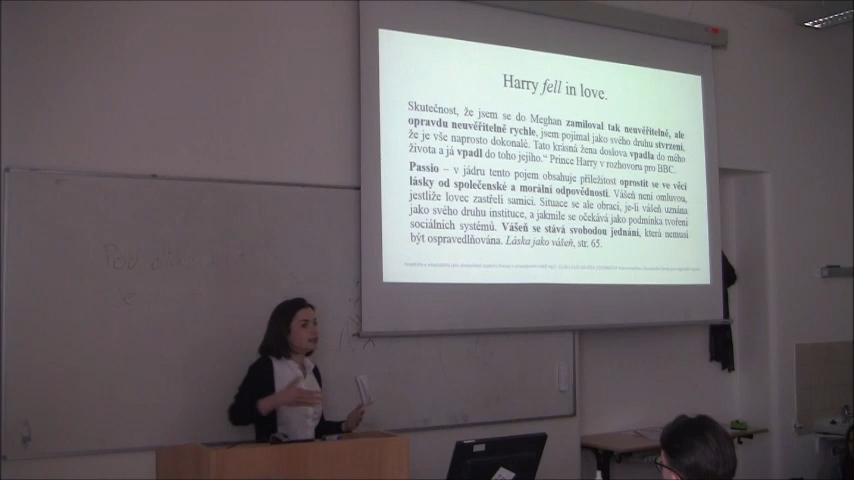 Harry fell in love.
Skutečnost, že jsem se do Meghan zamiloval tak neuvěřitelně, ale
opravdu neuvěřitelně rychle, jsem pojímal jako svého druhu stvrzení,
že je vše naprosto dokonalé. Tato krásná žena doslova vpadla do mého
života a já vpadl do toho jejího.“ Prince Harry v rozhovoru pro BBC.
Passio – v jádru tento pojem obsahuje příležitost oprostit se ve věci
lásky od společenské a morální odpovědnosti. Vášeň není omluvou,
jestliže lovec zastřelí samici. Situace se ale obrací, je-li vášeň uznána
jako svého druhu instituce, a jakmile se očekává jako podmínka tvoření
sociálních systémů. Vášeň se stává svobodou jednání, která nemusí
být ospravedlňována. Láska jako vášeň, str. 65.
Pod
e